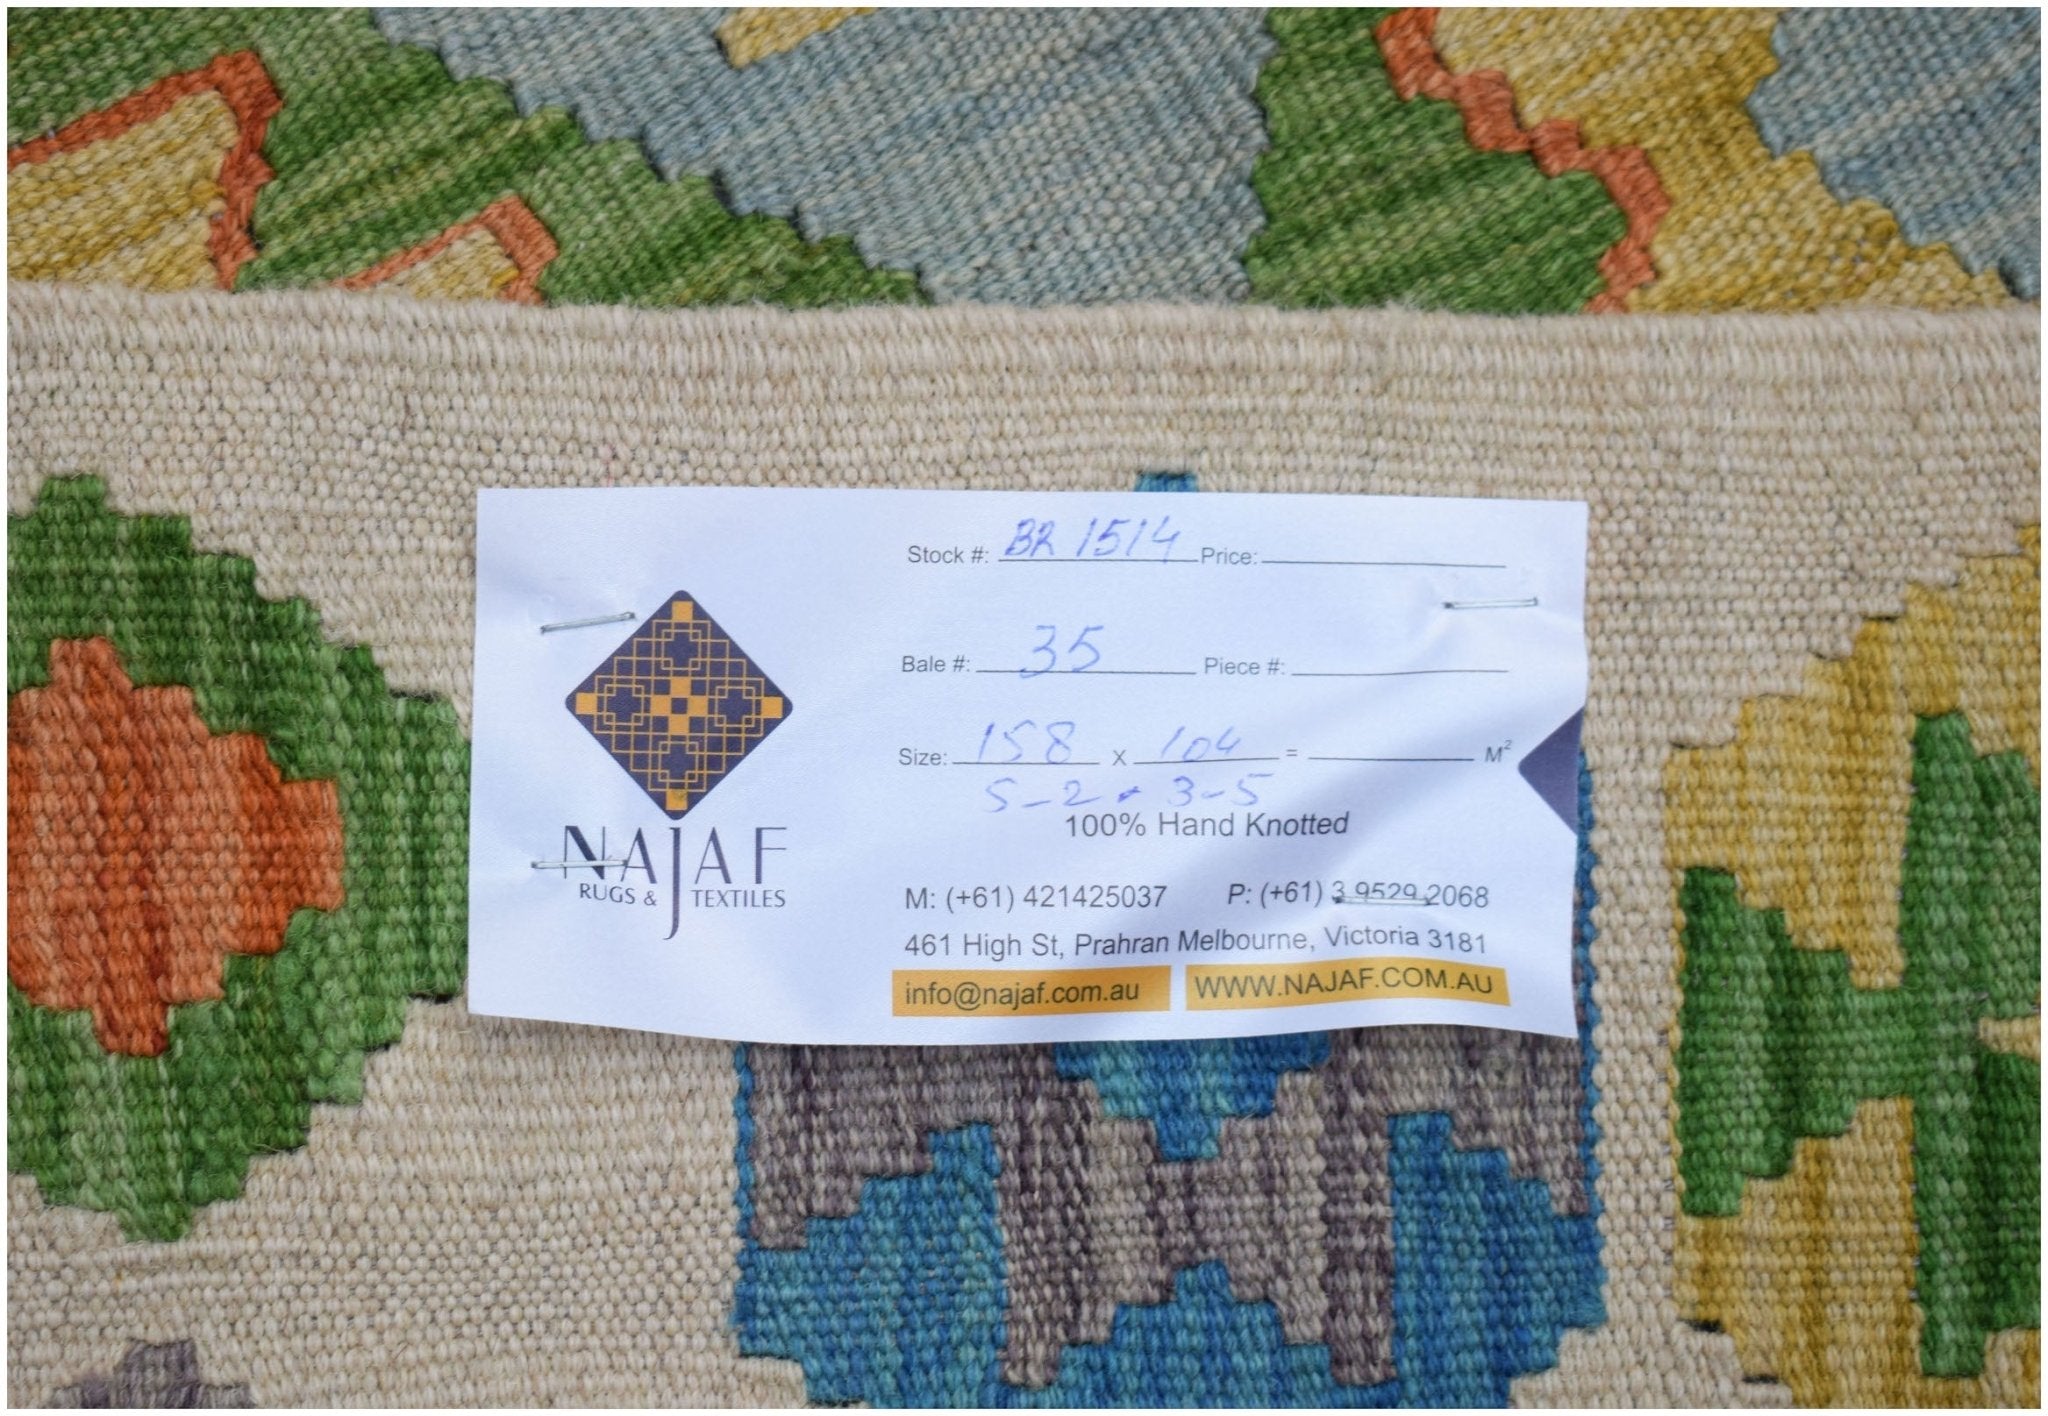 NAJAF
RUGS & TEXTILES
Stock #: BR 1514 Price:
Bale #: 35 Piece #:
Size: 158 x 104 = M²
5-2 x 3-5
100% Hand Knotted
M: (+61) 421425037 P: (+61) 3 9529 2068
461 High St, Prahran Melbourne, Victoria 3181
info@najaf.com.au WWW.NAJAF.COM.AU